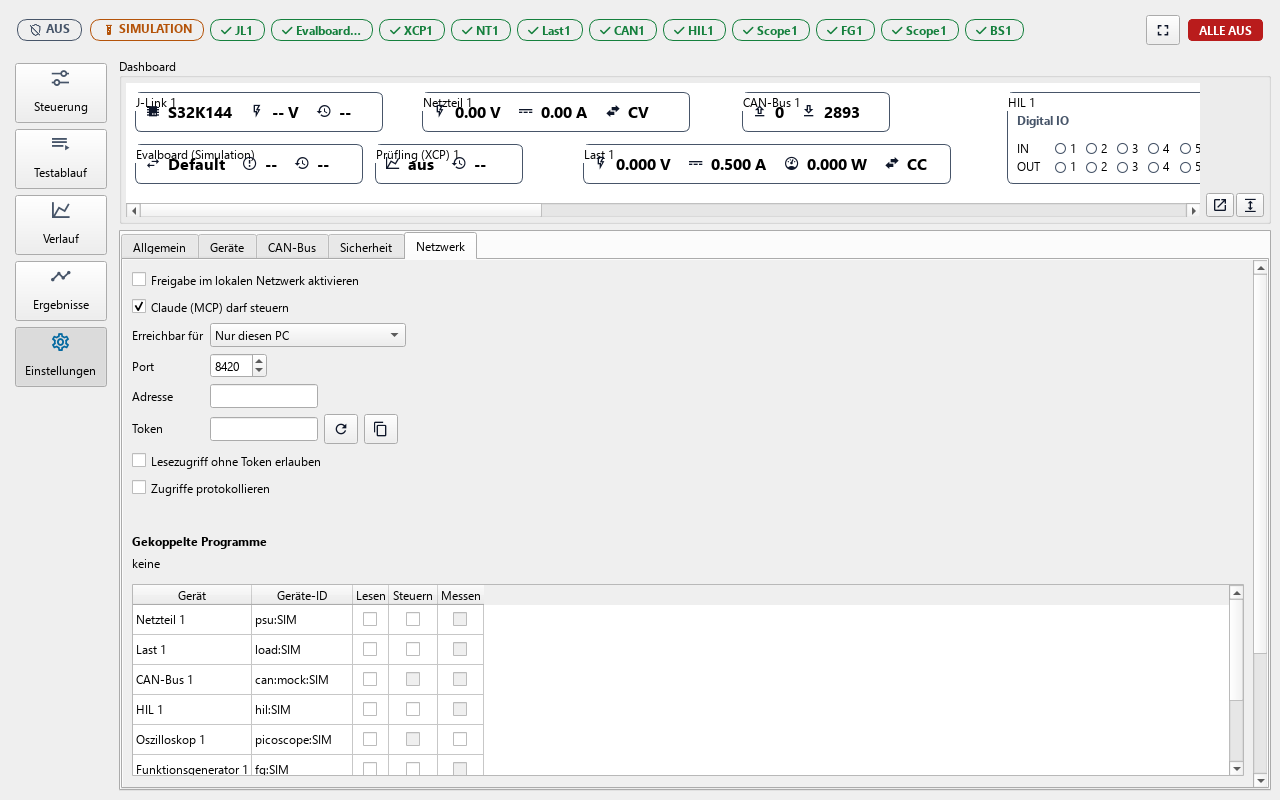 AUS SIMULATION JL1 Evalboard... XCP1 NT1 Last1 CAN1 HIL1 Scope1 FG1 Scope1 BS1 ALLE AUS
Dashboard
Steuerung
Testablauf
Verlauf
Ergebnisse
Einstellungen
J-Link 1
S32K144 -- V --
Netzteil 1
0.00 V 0.00 A CV
CAN-Bus 1
0 2893
HIL 1
Digital IO
IN 1 2 3 4 5
OUT 1 2 3 4 5
Evalboard (Simulation)
Default -- --
Prüfling (XCP) 1
aus --
Last 1
0.000 V 0.500 A 0.000 W CC
Allgemein Geräte CAN-Bus Sicherheit Netzwerk
Freigabe im lokalen Netzwerk aktivieren
Claude (MCP) darf steuern
Erreichbar für Nur diesen PC
Port 8420
Adresse
Token
Lesezugriff ohne Token erlauben
Zugriffe protokollieren
Gekoppelte Programme
keine
Gerät Geräte-ID Lesen Steuern Messen
Netzteil 1 psu:SIM
Last 1 load:SIM
CAN-Bus 1 can:mock:SIM
HIL 1 hil:SIM
Oszilloskop 1 picoscope:SIM
Funktionsgenerator 1 fg:SIM